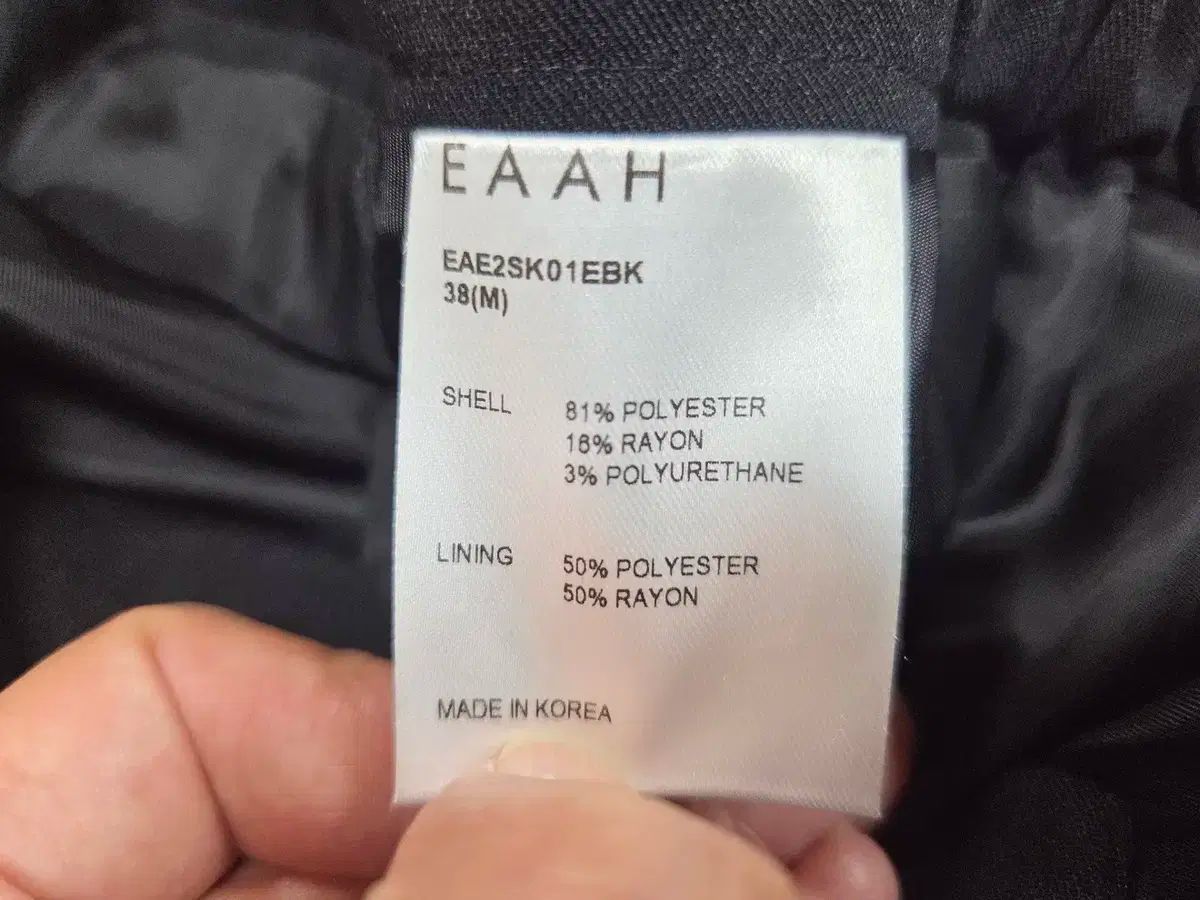 EAAH
EAE2SK01EBK
38(M)
SHELL 81% POLYESTER
16% RAYON
3% POLYURETHANE
LINING 50% POLYESTER
50% RAYON
MADE IN KOREA